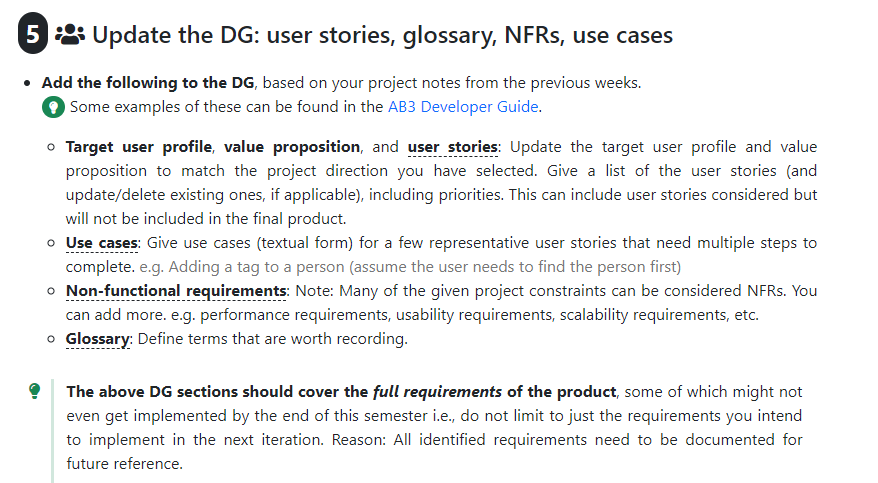 5 Update the DG: user stories, glossary, NFRs, use cases
Add the following to the DG, based on your project notes from the previous weeks.
Some examples of these can be found in the AB3 Developer Guide.
Target user profile, value proposition, and user stories: Update the target user profile and value
proposition to match the project direction you have selected. Give a list of the user stories (and
update/delete existing ones, if applicable), including priorities. This can include user stories considered but
will not be included in the final product.
Use cases: Give use cases (textual form) for a few representative user stories that need multiple steps to
complete. e.g. Adding a tag to a person (assume the user needs to find the person first)
Non-functional requirements: Note: Many of the given project constraints can be considered NFRs. You
can add more. e.g. performance requirements, usability requirements, scalability requirements, etc.
Glossary: Define terms that are worth recording.
The above DG sections should cover the full requirements of the product, some of which might not
even get implemented by the end of this semester i.e., do not limit to just the requirements you intend
to implement in the next iteration. Reason: All identified requirements need to be documented for
future reference.